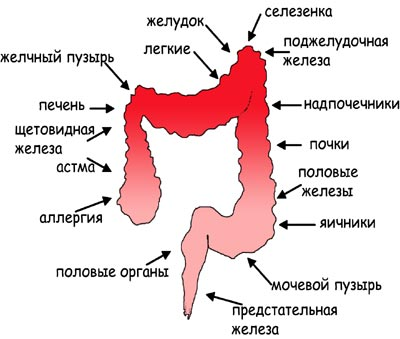 селезенка
желудок
легкие
поджелудочная
железа
желчный пузырь
печень
надпочечники
щетовидная
железа
почки
астма
половые
железы
аллергия
яичники
половые органы
мочевой пузырь
предстательная
железа